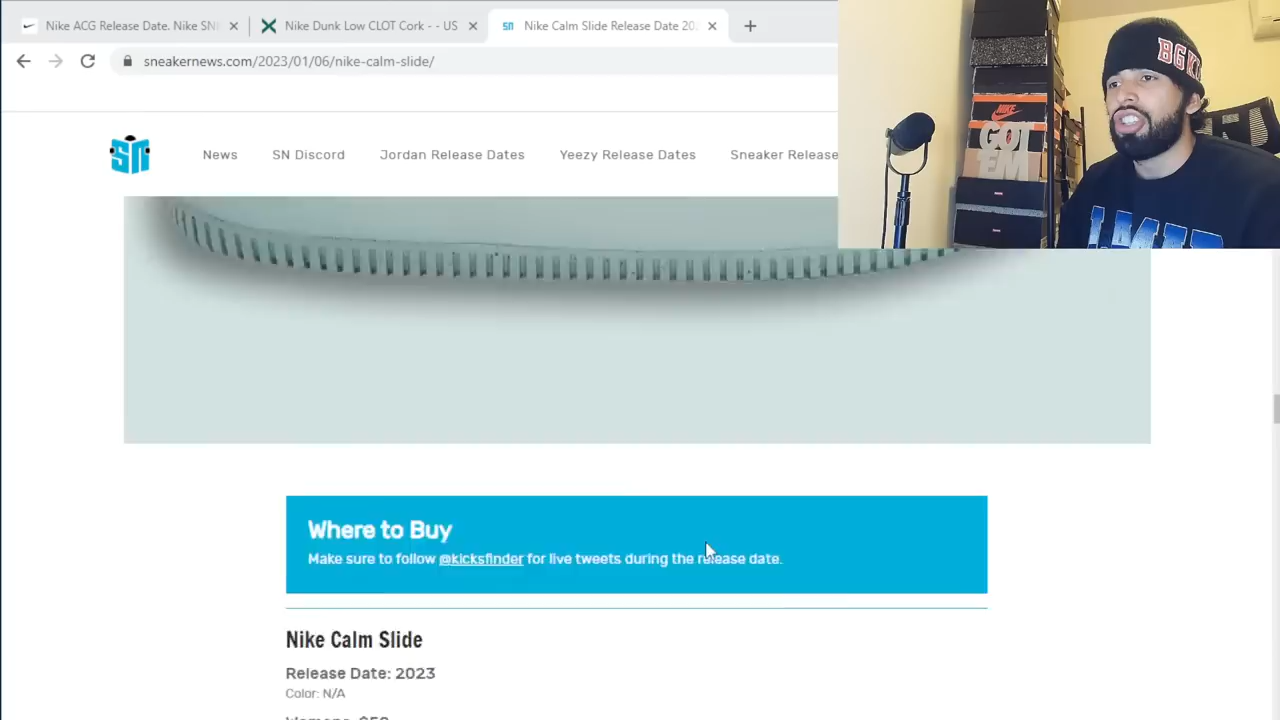 Nike ACG Release Date. Nike SN
Nike Dunk Low CLOT Cork - - US
Nike Calm Slide Release Date 20
sneakernews.com/2023/01/06/nike-calm-slide/
SN
News
SN Discord
Jordan Release Dates
Yeezy Release Dates
Sneaker Release
BGK
NIKE
GOT
'EM
Where to Buy
Make sure to follow @kicksfinder for live tweets during the release date.
Nike Calm Slide
Release Date: 2023
Color: N/A
Womens: $50